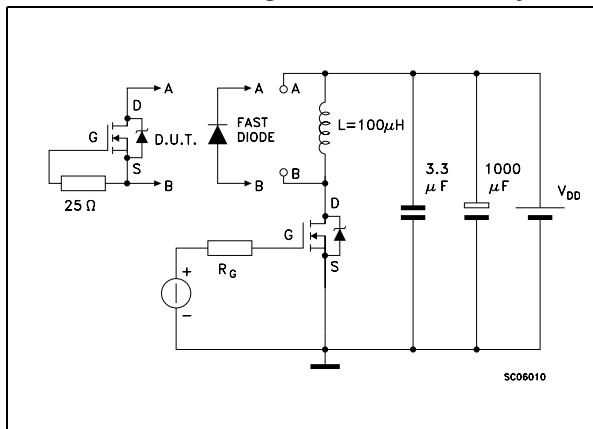 A
A
A
D
G
D.U.T.
S
FAST
DIODE
L=100μH
B
B
B
25 Ω
D
G
S
3.3
μF
1000
μF
VDD
RG
+
-
SC06010